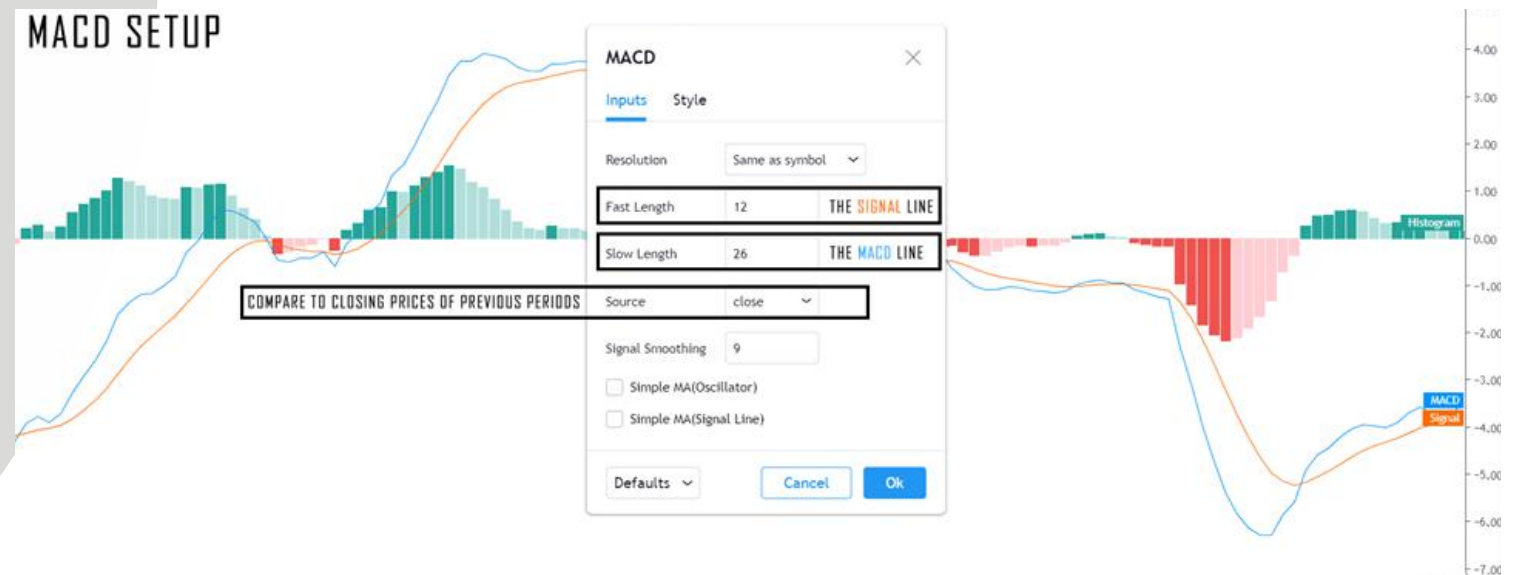 MACD SETUP
MACD
Inputs Style
Resolution Same as symbol
Fast Length 12 THE SIGNAL LINE
Slow Length 26 THE MACD LINE
COMPARE TO CLOSING PRICES OF PREVIOUS PERIODS Source close
Signal Smoothing 9
Simple MA(Oscillator)
Simple MA(Signal Line)
Defaults Cancel Ok
4.00
3.00
2.00
1.00
Histogram
0.00
-1.00
-2.00
-3.00
MACD
Signal
-4.00
-5.00
-6.00
-7.00